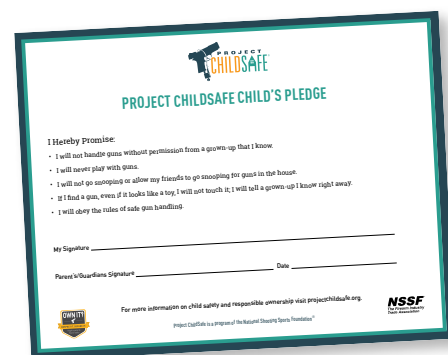 PROJECT
CHILDSAFE
PROJECT CHILDSAFE CHILD'S PLEDGE
I Hereby Promise:
• I will not handle guns without permission from a grown-up that I know.
• I will never play with guns.
• I will not go snooping or allow my friends to go snooping for guns in the house.
• If I find a gun, even if it looks like a toy, I will not touch it; I will tell a grown-up I know right away.
• I will obey the rules of safe gun handling.
My Signature
Parent's/Guardians Signature Date
For more information on child safety and responsible ownership visit projectchildsafe.org.
Project ChildSafe is a program of the National Shooting Sports Foundation®
OWN IT?
NSSF
The Firearm Industry
Trade Association